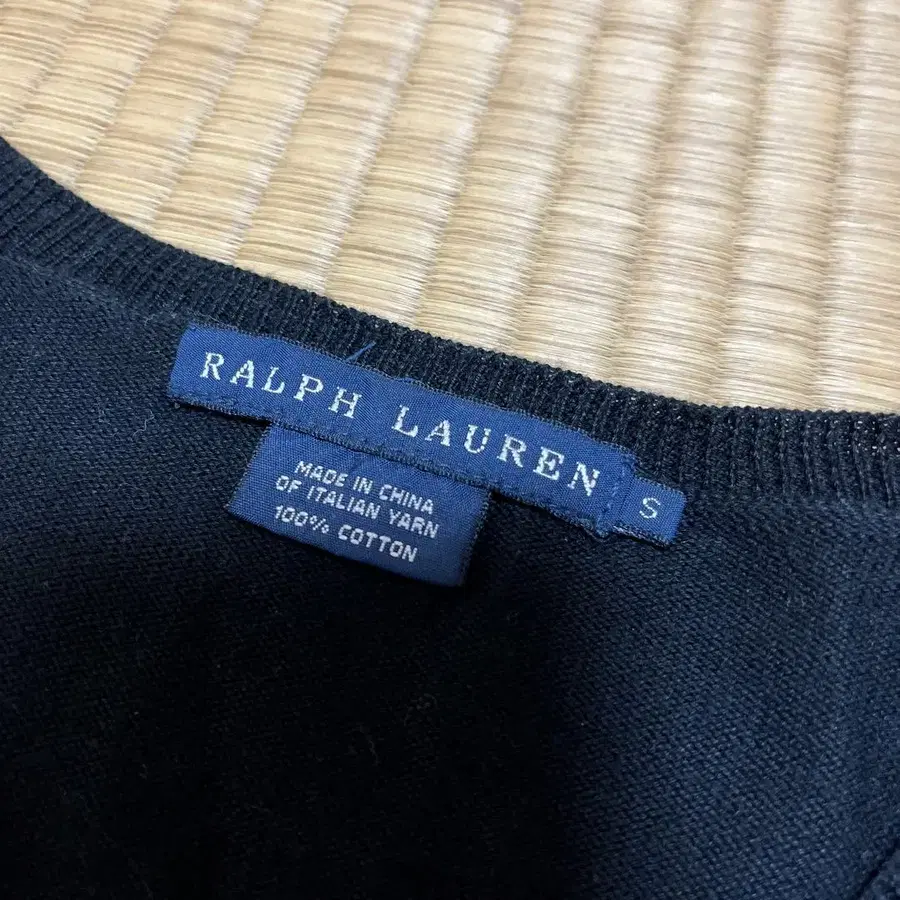 RALPH LAUREN
S
MADE IN CHINA
OF ITALIAN YARN
100% COTTON